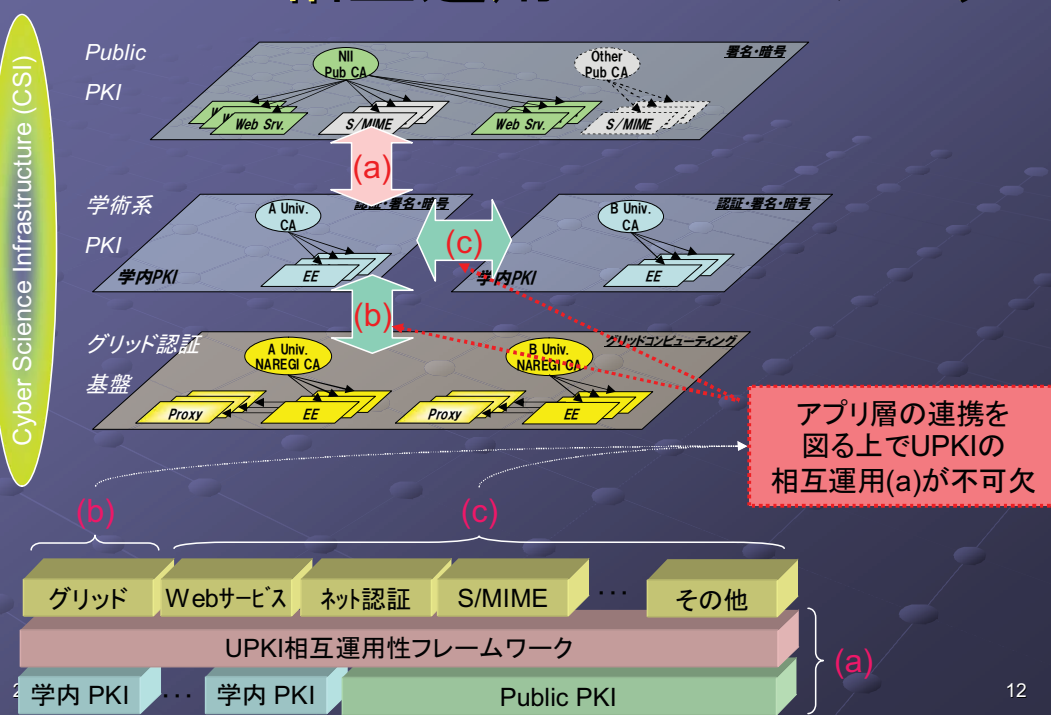 相互運用
Cyber Science Infrastructure (CSI)
Public
PKI
署名・暗号
NII
Pub CA
Other
Pub CA
Web Srv.
S/MIME
Web Srv.
S/MIME
(a)
学術系
PKI
認証・署名・暗号
A Univ.
CA
EE
学内PKI
(c)
認証・署名・暗号
B Univ.
CA
EE
学内PKI
(b)
グリッド認証
基盤
グリッドコンピューティング
A Univ.
NAREGI CA
Proxy
EE
B Univ.
NAREGI CA
Proxy
EE
アプリ層の連携を
図る上でUPKIの
相互運用(a)が不可欠
(b)
(c)
グリッド
Webサービス
ネット認証
S/MIME
・・・
その他
UPKI相互運用性フレームワーク
(a)
学内 PKI
・・・
学内 PKI
Public PKI
12